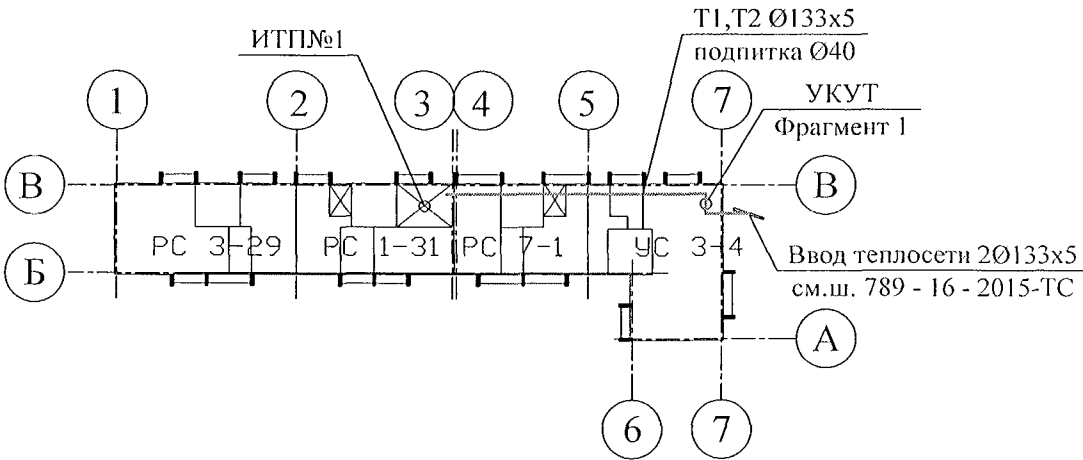 ИТП№1
Т1,Т2 Ø133х5
подпитка Ø40
УКУТ
Фрагмент 1
1
2
3
4
5
7
В
В
РС 3-29
РС 1-31
РС 7-1
УС 3-4
Б
Ввод теплосети 2Ø133х5
см.ш. 789 - 16 - 2015-ТС
А
6
7